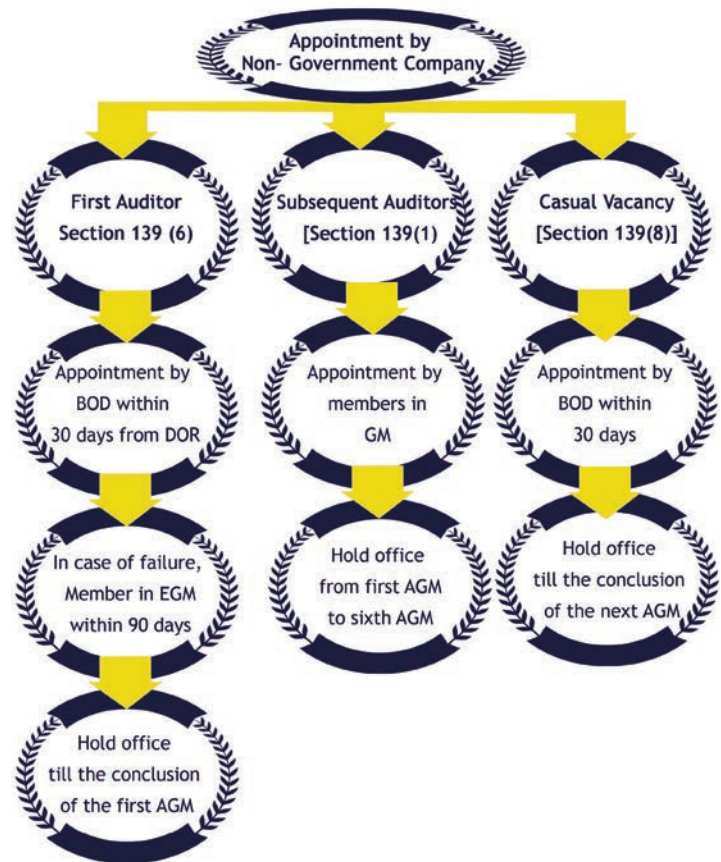 Appointment by
Non- Government Company
First Auditor
Section 139 (6)
Appointment by
BOD within
30 days from DOR
In case of failure,
Member in EGM
within 90 days
Hold office
till the conclusion
of the first AGM
Subsequent Auditors
[Section 139(1)
Appointment by
members in
GM
Hold office
from first AGM
to sixth AGM
Casual Vacancy
[Section 139(8)]
Appointment by
BOD within
30 days
Hold office
till the conclusion
of the next AGM